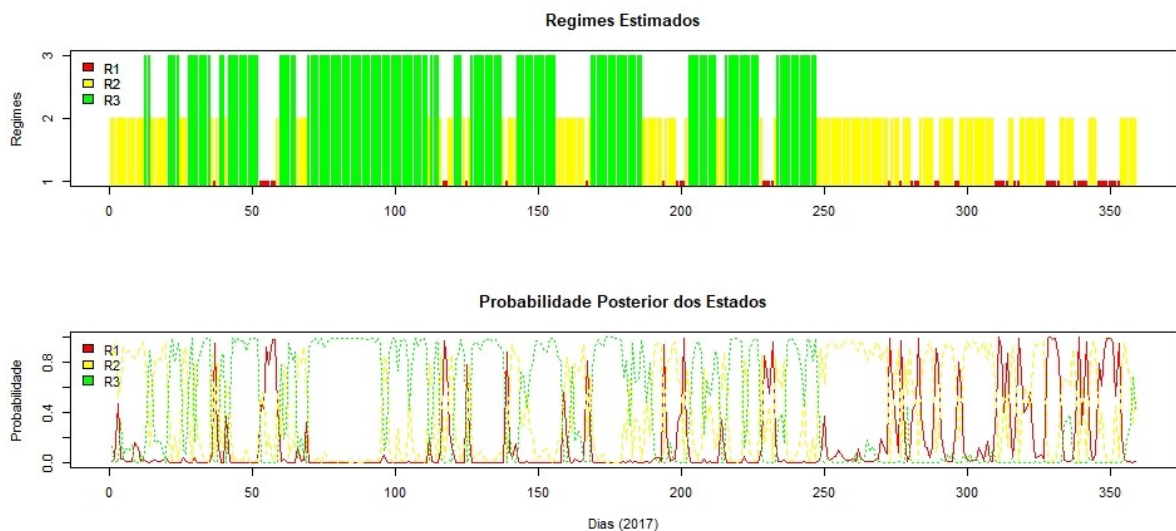 Regimes Estimados
Regimes
3
2
1
R1
R2
R3
0 50 100 150 200 250 300 350
Probabilidade Posterior dos Estados
Probabilidade
0.8
0.4
0.0
R1
R2
R3
0 50 100 150 200 250 300 350
Dias (2017)